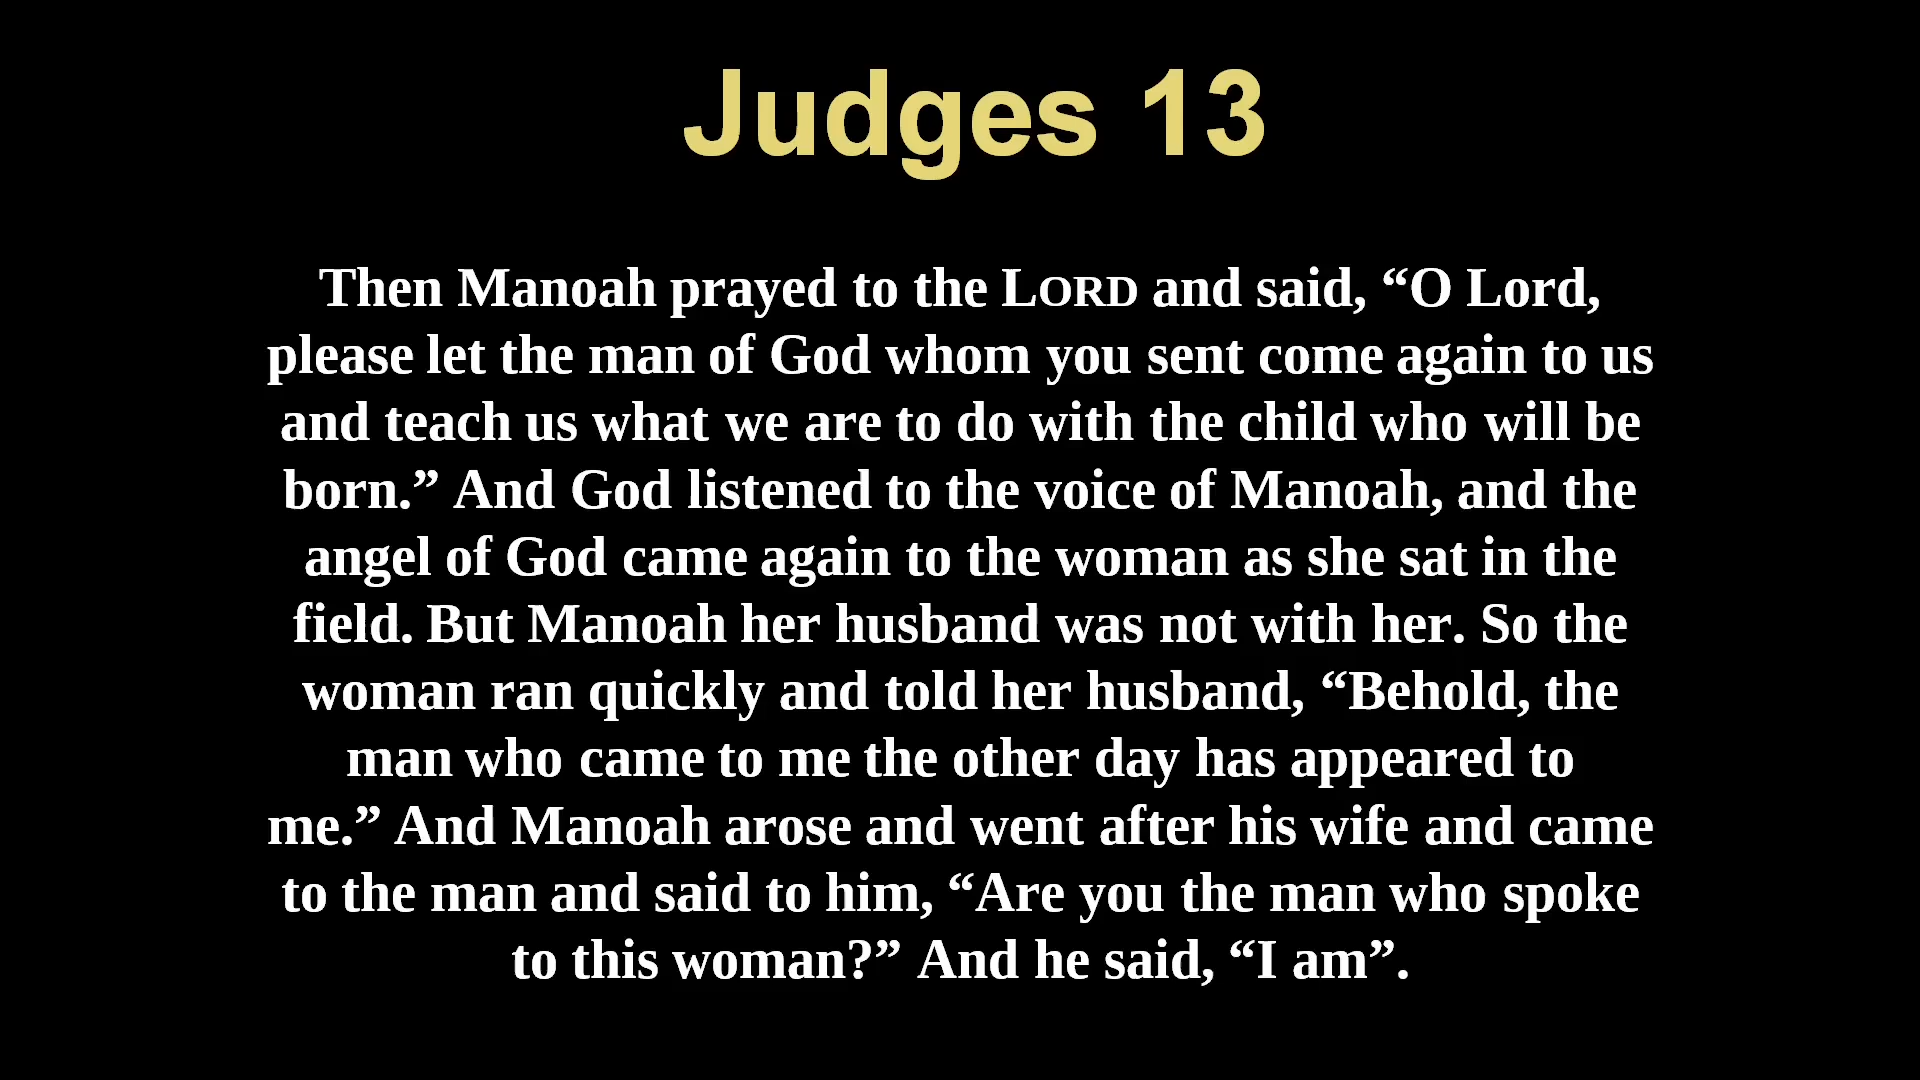 Judges 13
Then Manoah prayed to the LORD and said, “O Lord,
please let the man of God whom you sent come again to us
and teach us what we are to do with the child who will be
born.” And God listened to the voice of Manoah, and the
angel of God came again to the woman as she sat in the
field. But Manoah her husband was not with her. So the
woman ran quickly and told her husband, “Behold, the
man who came to me the other day has appeared to
me.” And Manoah arose and went after his wife and came
to the man and said to him, “Are you the man who spoke
to this woman?” And he said, “I am”.